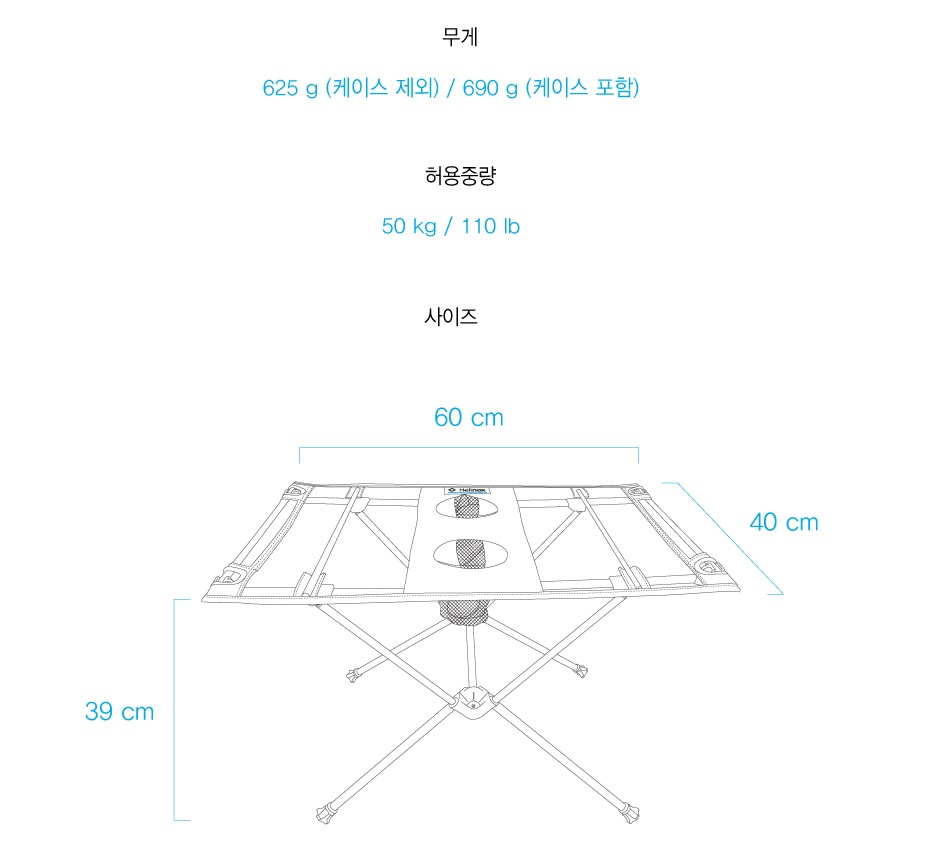 무게
625 g (케이스 제외) / 690 g (케이스 포함)
허용중량
50 kg / 110 lb
사이즈
60 cm
Helinox
40 cm
39 cm